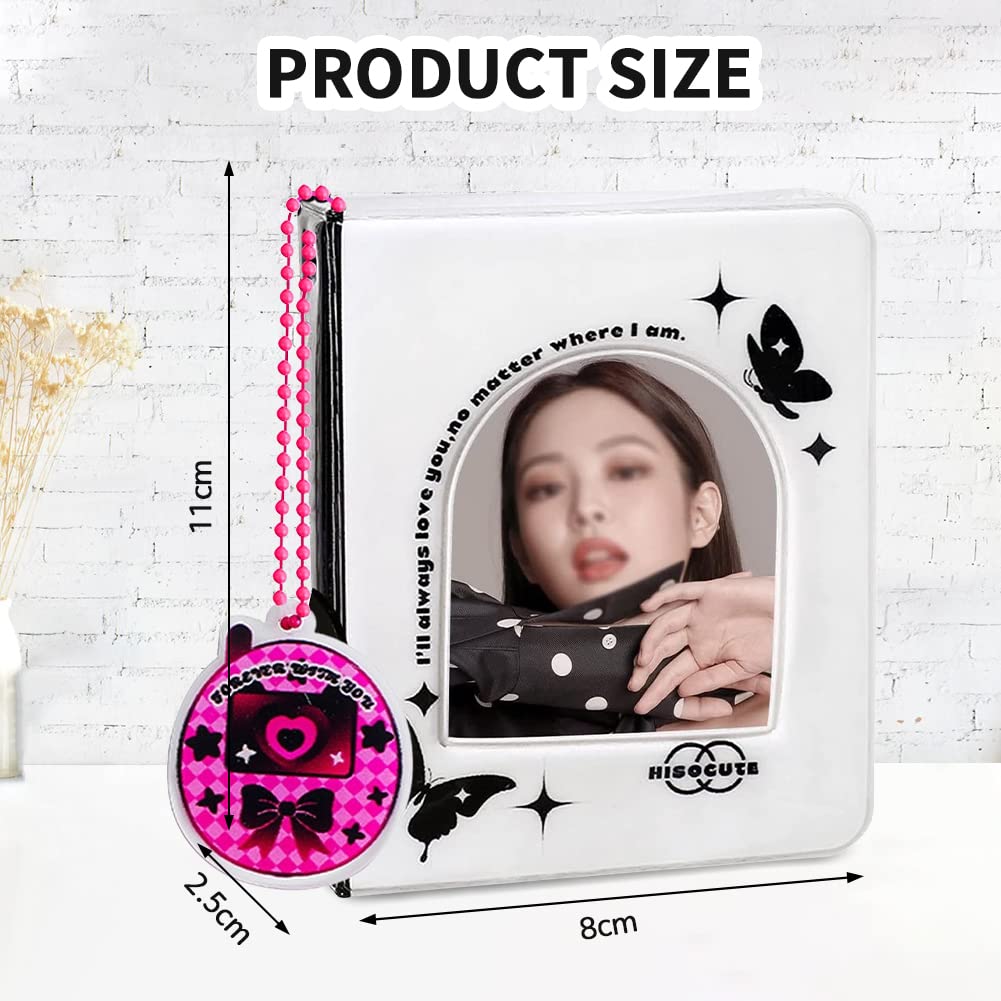 PRODUCT SIZE
I'll always love you,no matter where I am.
11cm
FOREVER WITH YOU
HISOCUTE
2.5cm
8cm